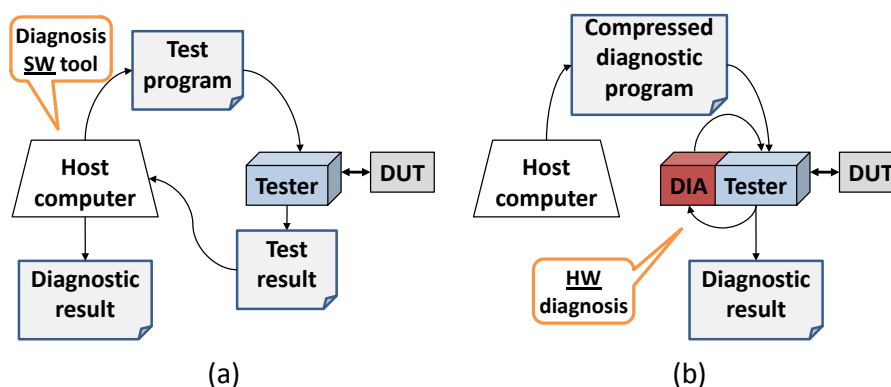 Diagnosis
SW tool
Test
program
Host
computer
Tester
DUT
Test
result
Diagnostic
result
(a)
Compressed
diagnostic
program
Host
computer
DIA
Tester
DUT
HW
diagnosis
Diagnostic
result
(b)